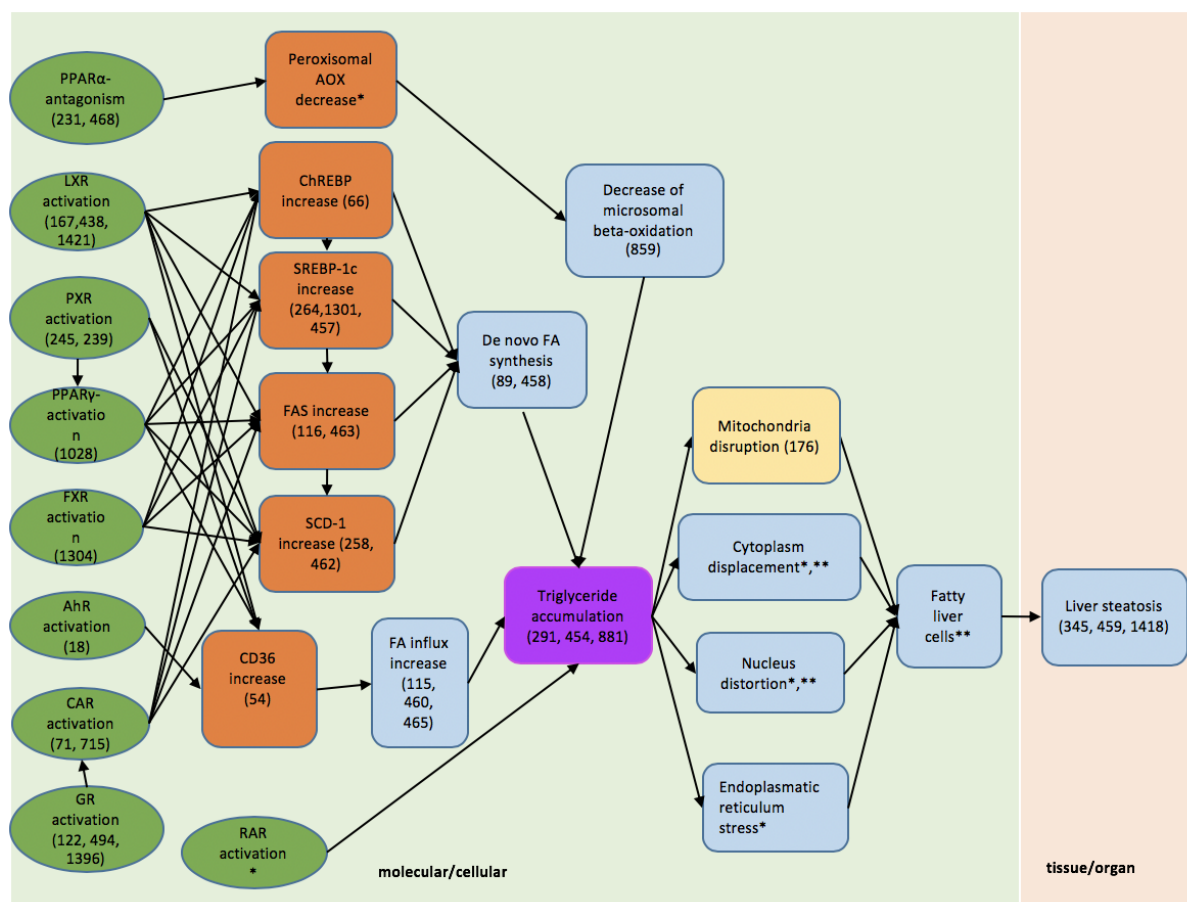 PPARα-
antagonism
(231, 468)
Peroxisomal
AOX
decrease*
LXR
activation
(167,438,
1421)
ChREBP
increase (66)
Decrease of
microsomal
beta-oxidation
(859)
PXR
activation
(245, 239)
SREBP-1c
increase
(264,1301,
457)
De novo FA
synthesis
(89, 458)
PPARγ-
activatio
n
(1028)
FAS increase
(116, 463)
Mitochondria
disruption (176)
FXR
activatio
n
(1304)
SCD-1
increase (258,
462)
Cytoplasm
displacement*,**
AhR
activation
(18)
Triglyceride
accumulation
(291, 454, 881)
Fatty
liver
cells**
Liver steatosis
(345, 459, 1418)
CD36
increase
(54)
FA influx
increase
(115,
460,
465)
Nucleus
distortion*,**
CAR
activation
(71, 715)
Endoplasmatic
reticulum
stress*
GR
activation
(122, 494,
1396)
RAR
activation
*
molecular/cellular
tissue/organ